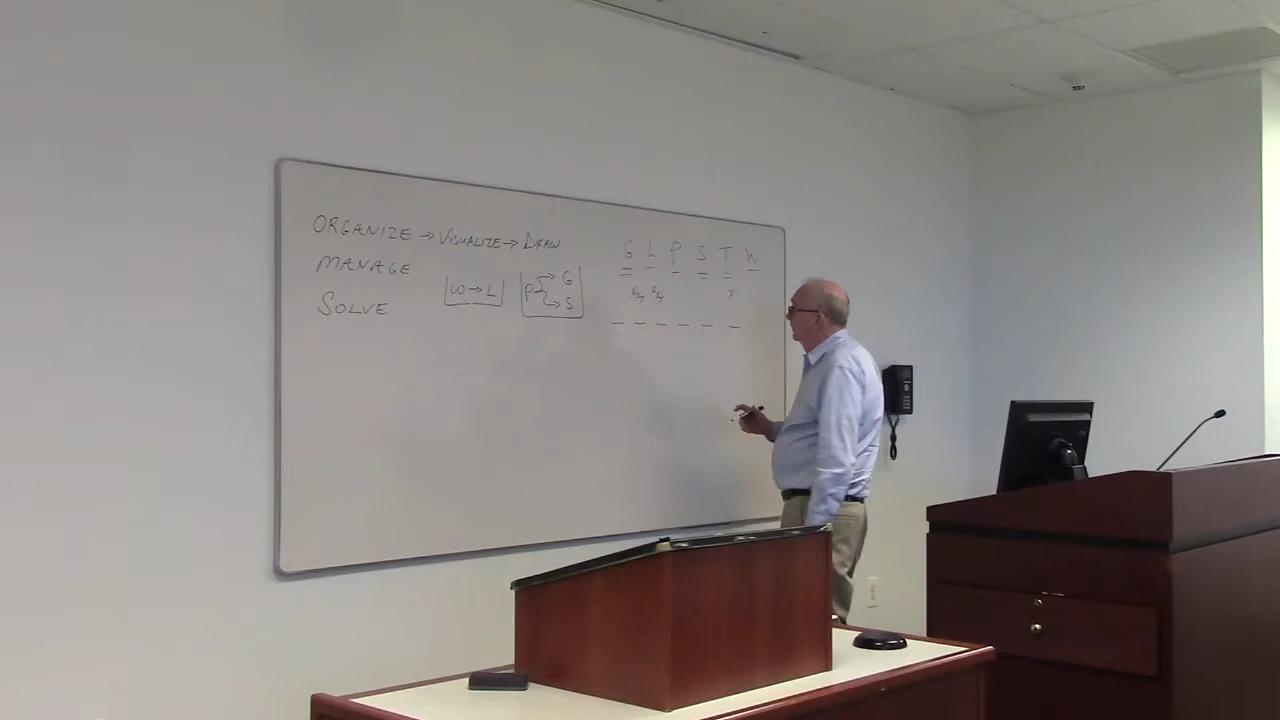 ORGANIZE → VISUALIZE → DRAW
MANAGE
SOLVE
W → L
P → G
→ S
G L P S T W